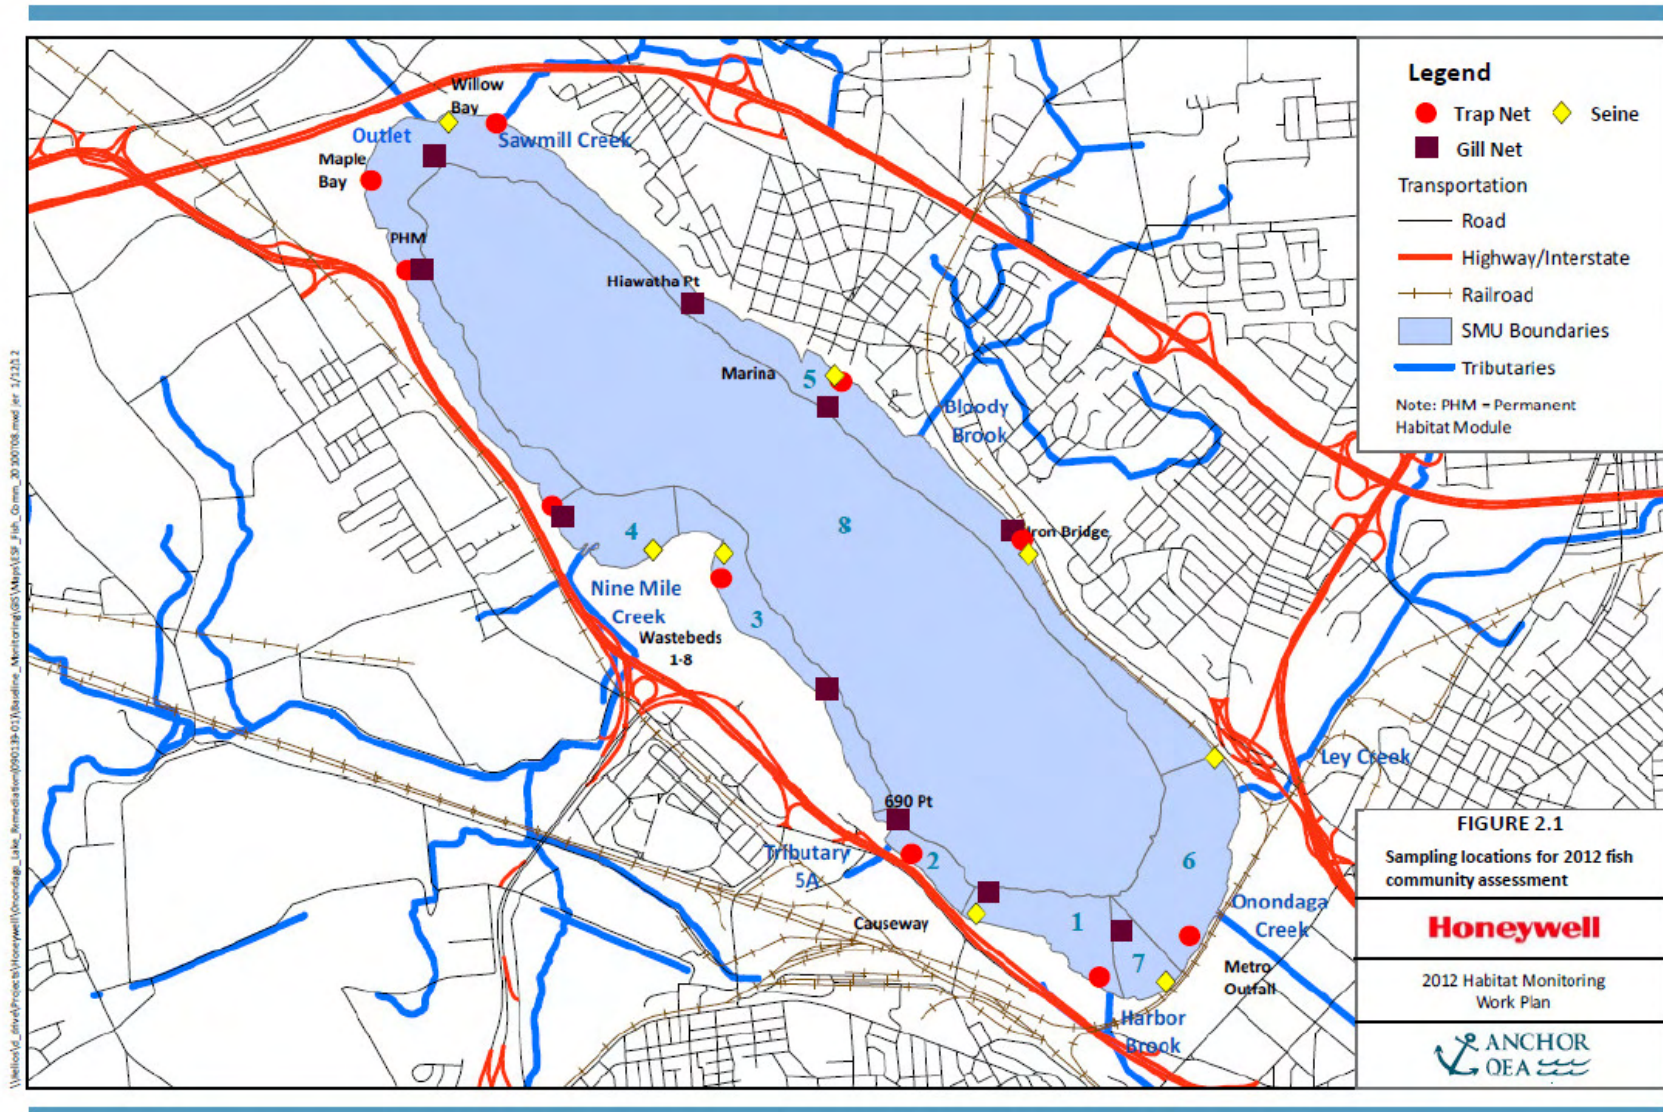 Legend
Trap Net
Seine
Gill Net
Transportation
Road
Highway/Interstate
Railroad
SMU Boundaries
Tributaries
Note: PHM = Permanent
Habitat Module
Willow
Bay
Outlet
Sawmill Creek
Maple
Bay
PHM
Hiawatha Pt
Marina
5
Bloody
Brook
8
4
Iron Bridge
Nine Mile
Creek
3
Wastebeds
1-8
Ley Creek
690 Pt
Tributary
5A
2
6
Causeway
1
Onondaga
Creek
7
Metro
Outfall
Harbor
Brook
FIGURE 2.1
Sampling locations for 2012 fish
community assessment
Honeywell
2012 Habitat Monitoring
Work Plan
ANCHOR
QEA